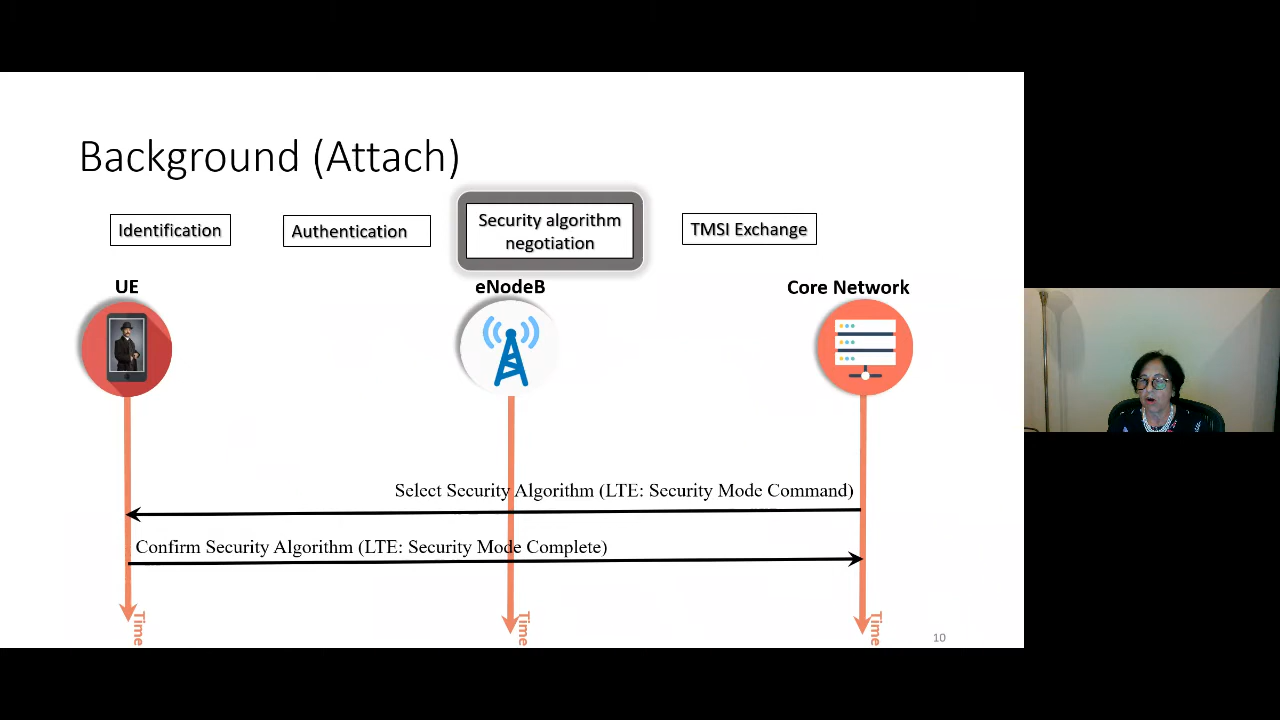 Background (Attach)
Identification
Authentication
Security algorithm
negotiation
TMSI Exchange
UE
eNodeB
Core Network
Select Security Algorithm (LTE: Security Mode Command)
Confirm Security Algorithm (LTE: Security Mode Complete)
Time
Time
Time
10